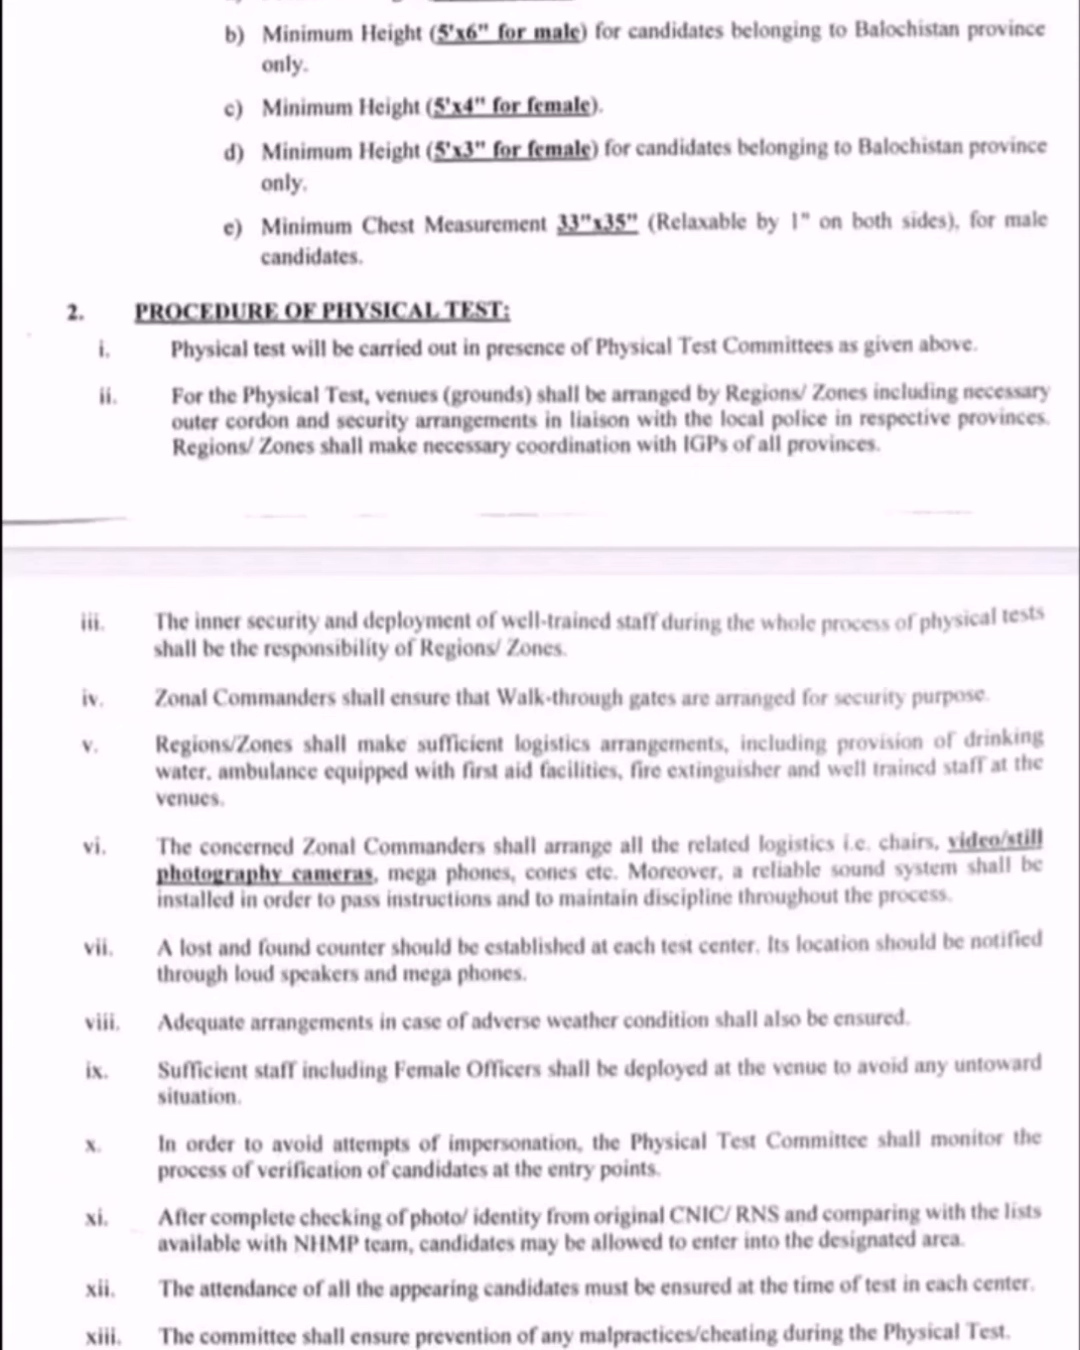 b) Minimum Height (5'x6" for male) for candidates belonging to Balochistan province
only.
c) Minimum Height (5'x4" for female).
d) Minimum Height (5'x3" for female) for candidates belonging to Balochistan province
only.
e) Minimum Chest Measurement 33"x35" (Relaxable by 1" on both sides), for male
candidates.
2. PROCEDURE OF PHYSICAL TEST:
i. Physical test will be carried out in presence of Physical Test Committees as given above.
ii. For the Physical Test, venues (grounds) shall be arranged by Regions/ Zones including necessary
outer cordon and security arrangements in liaison with the local police in respective provinces.
Regions/ Zones shall make necessary coordination with IGPs of all provinces.
iii. The inner security and deployment of well-trained staff during the whole process of physical tests
shall be the responsibility of Regions/ Zones.
iv. Zonal Commanders shall ensure that Walk-through gates are arranged for security purpose.
v. Regions/Zones shall make sufficient logistics arrangements, including provision of drinking
water, ambulance equipped with first aid facilities, fire extinguisher and well trained staff at the
venues.
vi. The concerned Zonal Commanders shall arrange all the related logistics i.e. chairs, video/still
photography cameras, mega phones, cones etc. Moreover, a reliable sound system shall be
installed in order to pass instructions and to maintain discipline throughout the process.
vii. A lost and found counter should be established at each test center. Its location should be notified
through loud speakers and mega phones.
viii. Adequate arrangements in case of adverse weather condition shall also be ensured.
ix. Sufficient staff including Female Officers shall be deployed at the venue to avoid any untoward
situation.
x. In order to avoid attempts of impersonation, the Physical Test Committee shall monitor the
process of verification of candidates at the entry points.
xi. After complete checking of photo/ identity from original CNIC/ RNS and comparing with the lists
available with NHMP team, candidates may be allowed to enter into the designated area.
xii. The attendance of all the appearing candidates must be ensured at the time of test in each center.
xiii. The committee shall ensure prevention of any malpractices/cheating during the Physical Test.